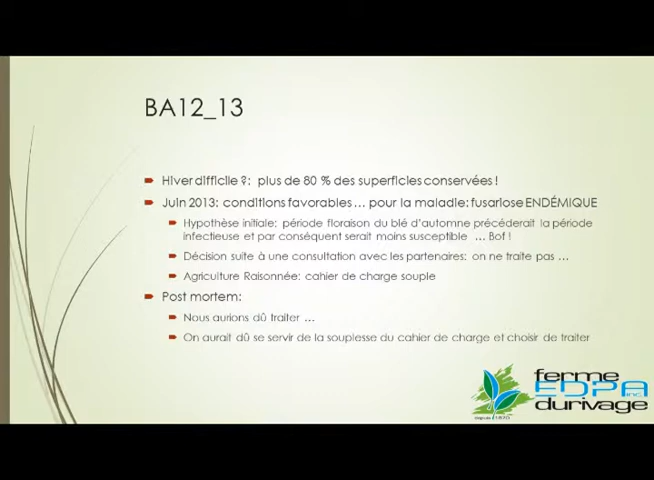 BA12_13
Hiver difficile ?: plus de 80 % des superficies conservées !
Juin 2013: conditions favorables … pour la maladie: fusariose ENDÉMIQUE
Hypothèse initiale: période floraison du blé d'automne précéderait la période
infectieuse et par conséquent serait moins susceptible … Bof !
Décision suite à une consultation avec les partenaires: on ne traite pas …
Agriculture Raisonnée: cahier de charge souple
Post mortem:
Nous aurions dû traiter …
On aurait dû se servir de la souplesse du cahier de charge et choisir de traiter
ferme
EDPA inc.
durivage